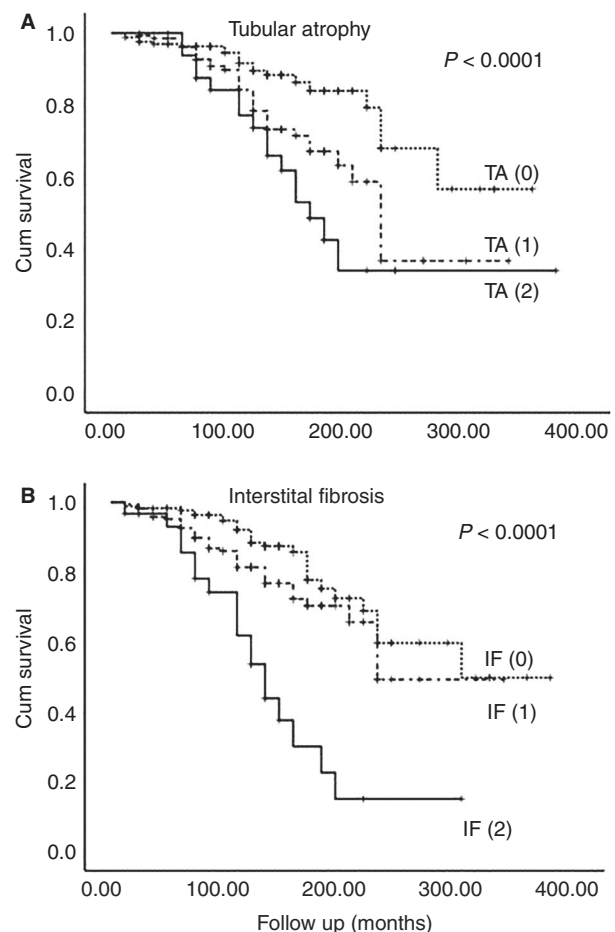 A
Tubular atrophy
P < 0.0001
1.0
0.8
0.6
0.4
0.2
0.0
Cum survival
TA (0)
TA (1)
TA (2)
0.00 100.00 200.00 300.00 400.00
B
Interstital fibrosis
P < 0.0001
1.0
0.8
0.6
0.4
0.2
0.0
Cum survival
IF (0)
IF (1)
IF (2)
0.00 100.00 200.00 300.00 400.00
Follow up (months)